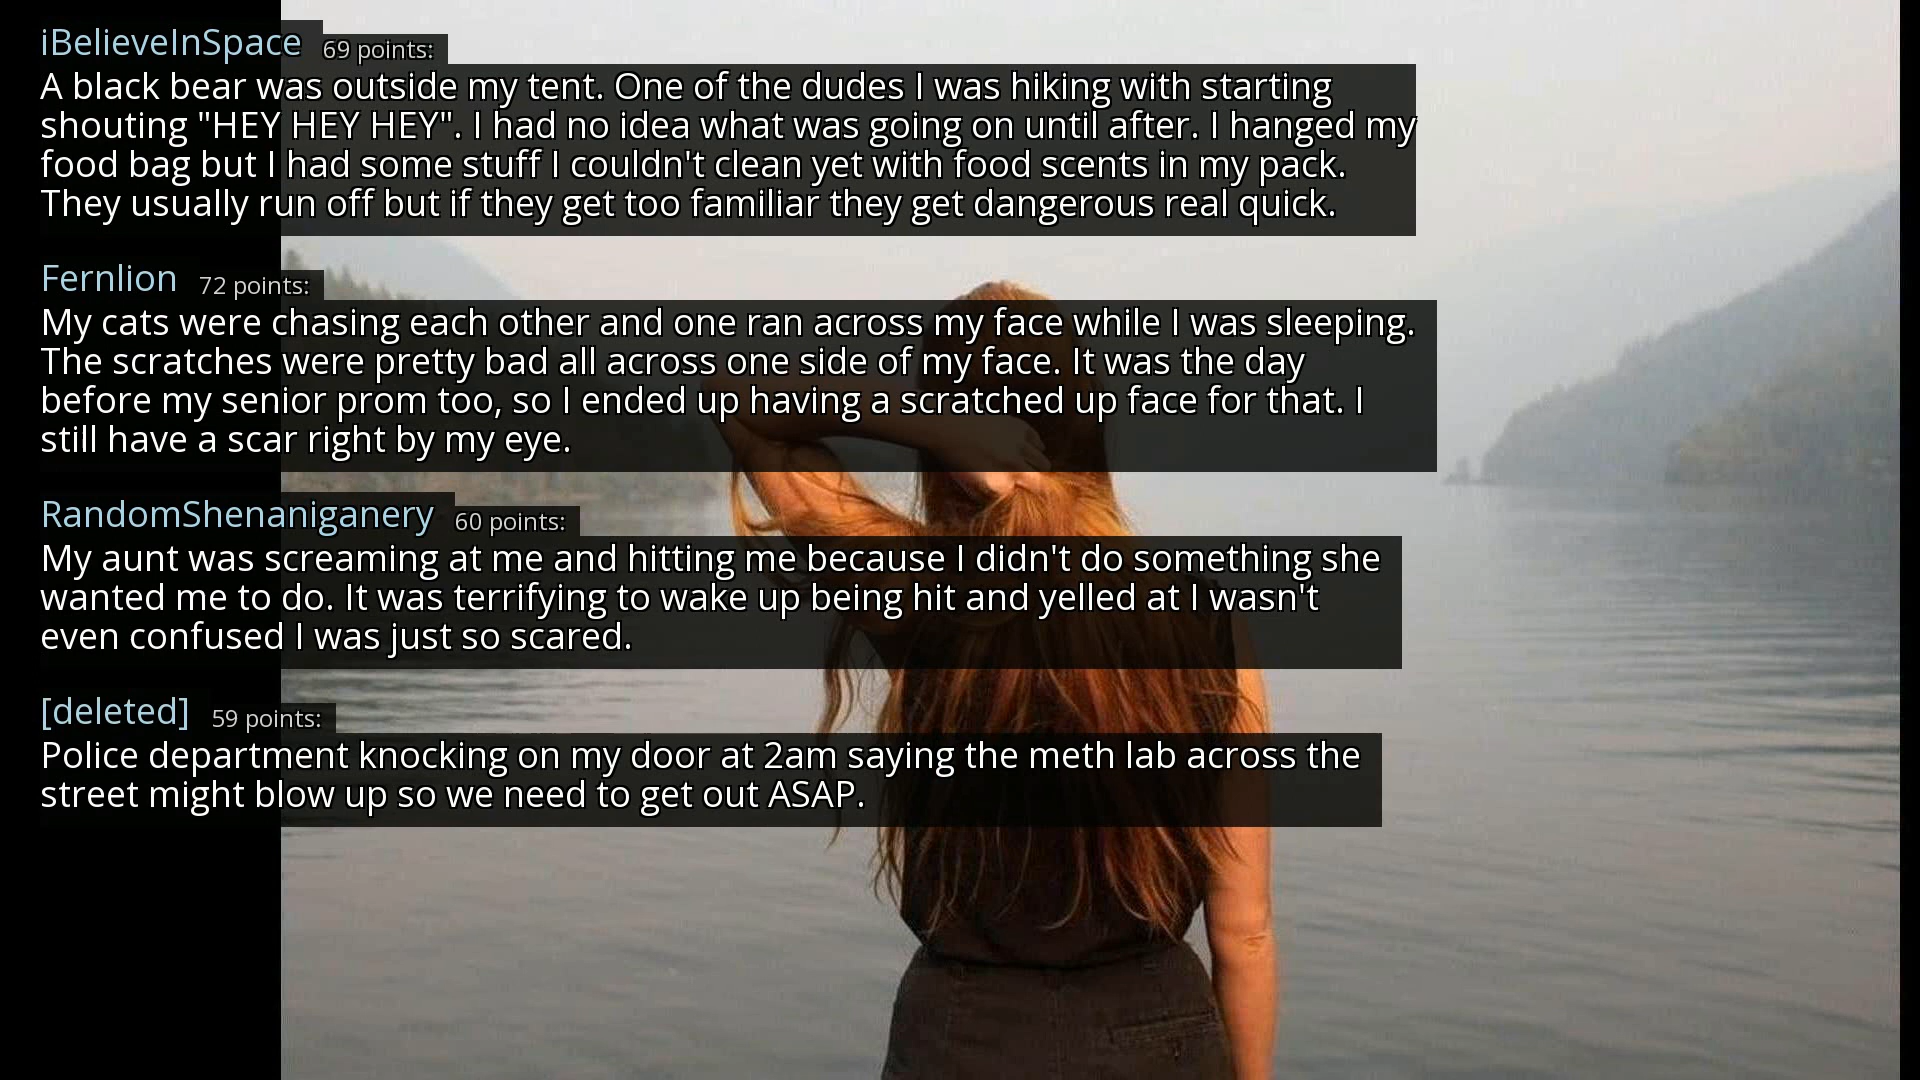 iBelieveInSpace 69 points:
A black bear was outside my tent. One of the dudes I was hiking with starting
shouting "HEY HEY HEY". I had no idea what was going on until after. I hanged my
food bag but I had some stuff I couldn't clean yet with food scents in my pack.
They usually run off but if they get too familiar they get dangerous real quick.
Fernlion 72 points:
My cats were chasing each other and one ran across my face while I was sleeping.
The scratches were pretty bad all across one side of my face. It was the day
before my senior prom too, so I ended up having a scratched up face for that. I
still have a scar right by my eye.
RandomShenaniganery 60 points:
My aunt was screaming at me and hitting me because I didn't do something she
wanted me to do. It was terrifying to wake up being hit and yelled at I wasn't
even confused I was just so scared.
[deleted] 59 points:
Police department knocking on my door at 2am saying the meth lab across the
street might blow up so we need to get out ASAP.